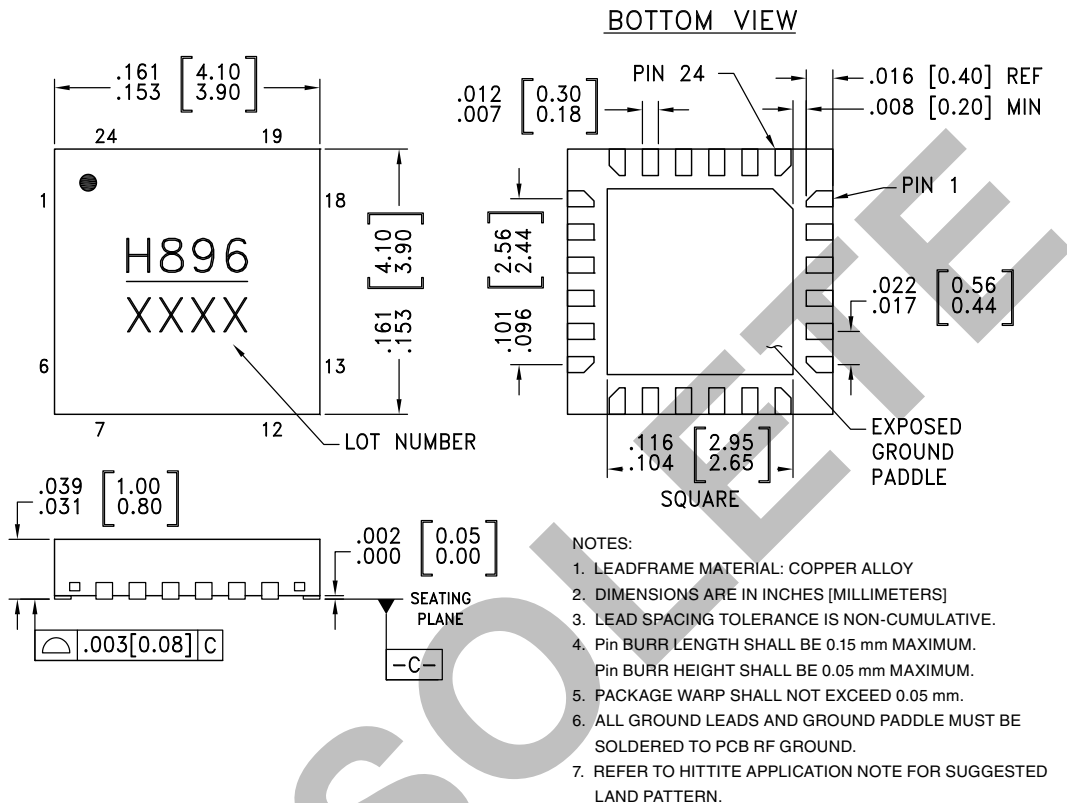 BOTTOM VIEW
.161 [4.10]
.153 [3.90]
24
19
1
18
H896
XXXX
6
13
7
12
LOT NUMBER
.161 [4.10]
.153 [3.90]
.012 [0.30]
.007 [0.18]
PIN 24
.016 [0.40] REF
.008 [0.20] MIN
PIN 1
.101 [2.56]
.096 [2.44]
.022 [0.56]
.017 [0.44]
.116 [2.95]
.104 [2.65]
SQUARE
EXPOSED
GROUND
PADDLE
.039 [1.00]
.031 [0.80]
.002 [0.05]
.000 [0.00]
SEATING
PLANE
.003[0.08] C
-C-
NOTES:
1. LEADFRAME MATERIAL: COPPER ALLOY
2. DIMENSIONS ARE IN INCHES [MILLIMETERS]
3. LEAD SPACING TOLERANCE IS NON-CUMULATIVE.
4. Pin BURR LENGTH SHALL BE 0.15 mm MAXIMUM.
Pin BURR HEIGHT SHALL BE 0.05 mm MAXIMUM.
5. PACKAGE WARP SHALL NOT EXCEED 0.05 mm.
6. ALL GROUND LEADS AND GROUND PADDLE MUST BE
SOLDERED TO PCB RF GROUND.
7. REFER TO HITTITE APPLICATION NOTE FOR SUGGESTED
LAND PATTERN.
SOLETE